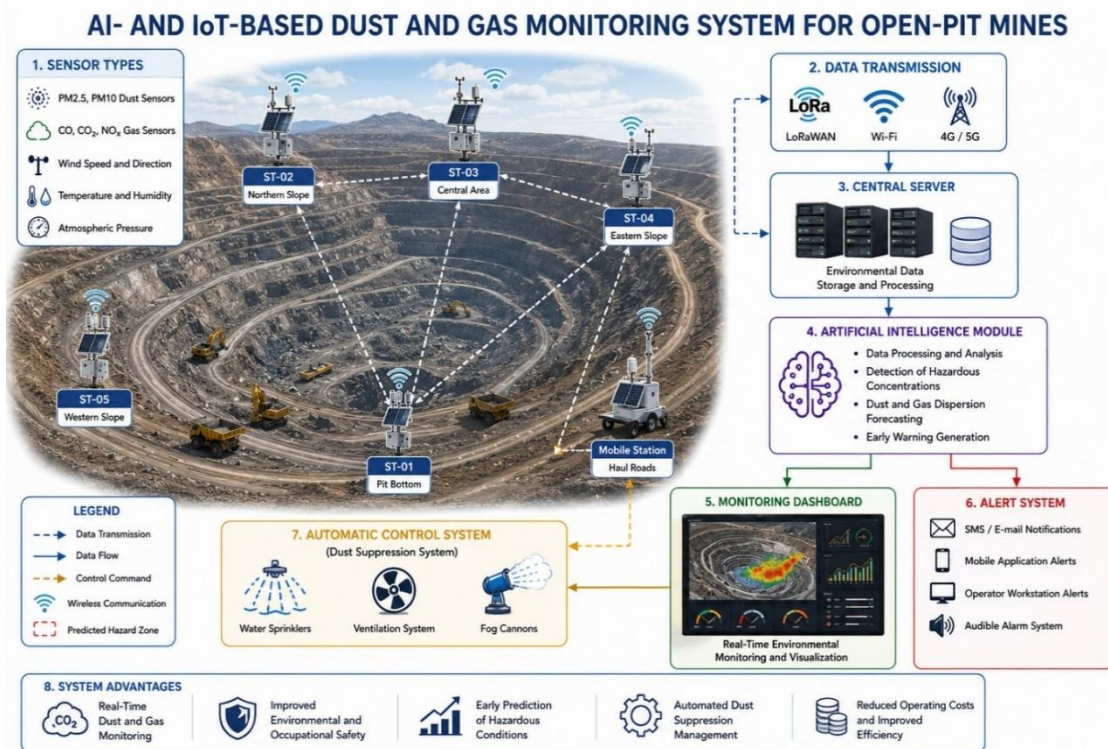 AI- AND IoT-BASED DUST AND GAS MONITORING SYSTEM FOR OPEN-PIT MINES
1. SENSOR TYPES
PM2.5, PM10 Dust Sensors
CO, CO₂, NOₓ Gas Sensors
Wind Speed and Direction
Temperature and Humidity
Atmospheric Pressure
ST-02
Northern Slope
ST-03
Central Area
ST-04
Eastern Slope
ST-05
Western Slope
ST-01
Pit Bottom
Mobile Station
Haul Roads
2. DATA TRANSMISSION
LoRa
LoRaWAN
Wi-Fi
4G / 5G
3. CENTRAL SERVER
Environmental Data
Storage and Processing
4. ARTIFICIAL INTELLIGENCE MODULE
• Data Processing and Analysis
• Detection of Hazardous
Concentrations
• Dust and Gas Dispersion
Forecasting
• Early Warning Generation
LEGEND
Data Transmission
Data Flow
Control Command
Wireless Communication
Predicted Hazard Zone
7. AUTOMATIC CONTROL SYSTEM
(Dust Suppression System)
Water Sprinklers
Ventilation System
Fog Cannons
5. MONITORING DASHBOARD
Real-Time Environmental
Monitoring and Visualization
6. ALERT SYSTEM
SMS / E-mail Notifications
Mobile Application Alerts
Operator Workstation Alerts
Audible Alarm System
8. SYSTEM ADVANTAGES
CO₂
Real-Time
Dust and Gas
Monitoring
Improved
Environmental and
Occupational Safety
Early Prediction
of Hazardous
Conditions
Automated Dust
Suppression
Management
Reduced Operating Costs
and Improved
Efficiency